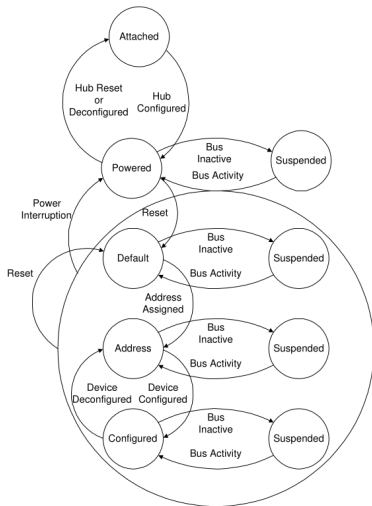 Attached
Hub Reset
or
Deconfigured
Hub
Configured
Powered
Bus
Inactive
Bus Activity
Suspended
Power
Interruption
Reset
Default
Bus
Inactive
Bus Activity
Suspended
Reset
Address
Assigned
Address
Bus
Inactive
Bus Activity
Suspended
Device
Deconfigured
Device
Configured
Configured
Bus
Inactive
Bus Activity
Suspended